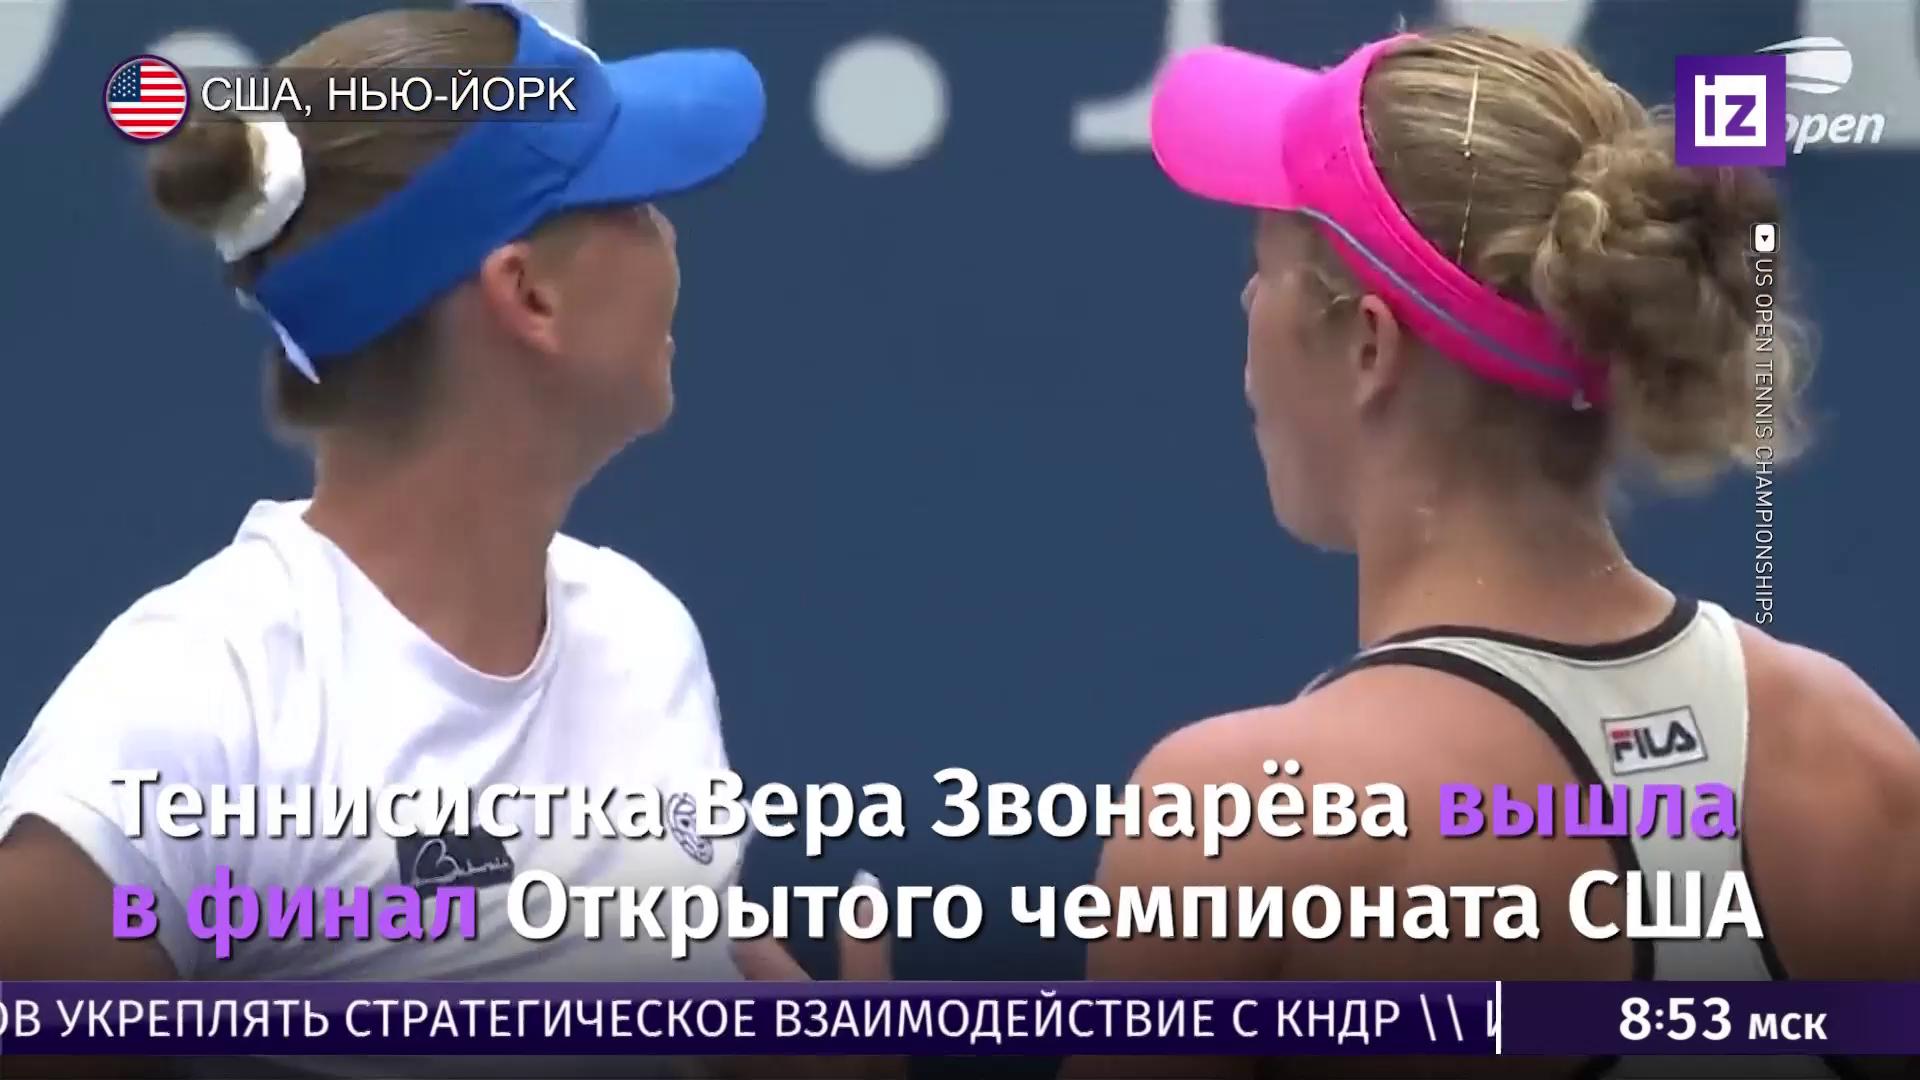 США, НЬЮ-ЙОРК
iz
open
US OPEN TENNIS CHAMPIONSHIPS
FILA
Теннисистка Вера Звонарёва вышла
в финал Открытого чемпионата США
ОВ УКРЕПЛЯТЬ СТРАТЕГИЧЕСКОЕ ВЗАИМОДЕЙСТВИЕ С КНДР \\
8:53 мск